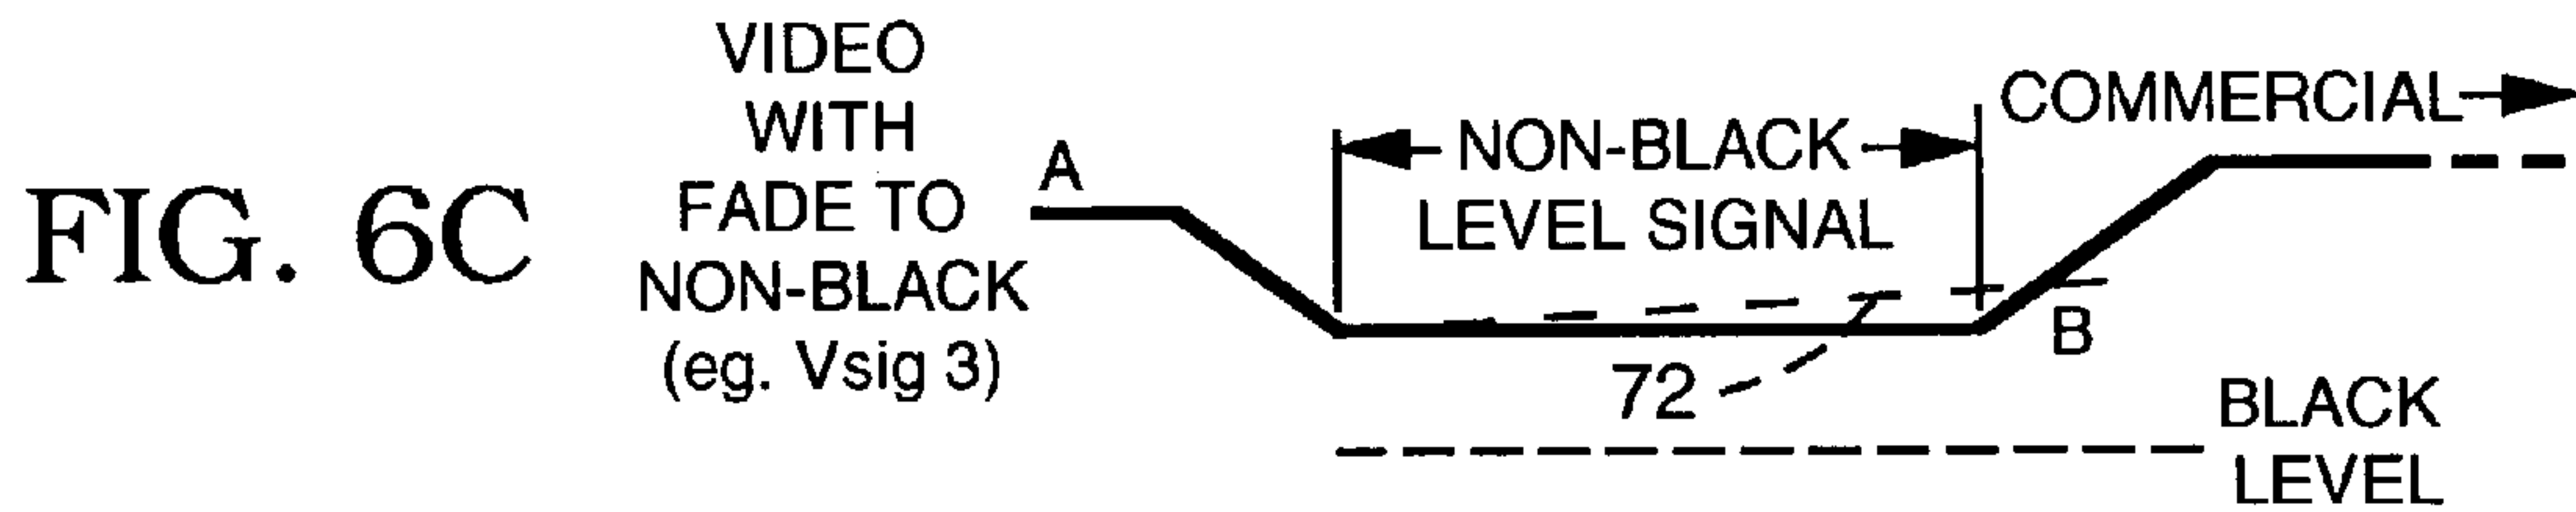 FIG. 6C
VIDEO
WITH
FADE TO
NON-BLACK
(eg. Vsig 3)
A
NON-BLACK
LEVEL SIGNAL
COMMERCIAL
B
72
BLACK
LEVEL